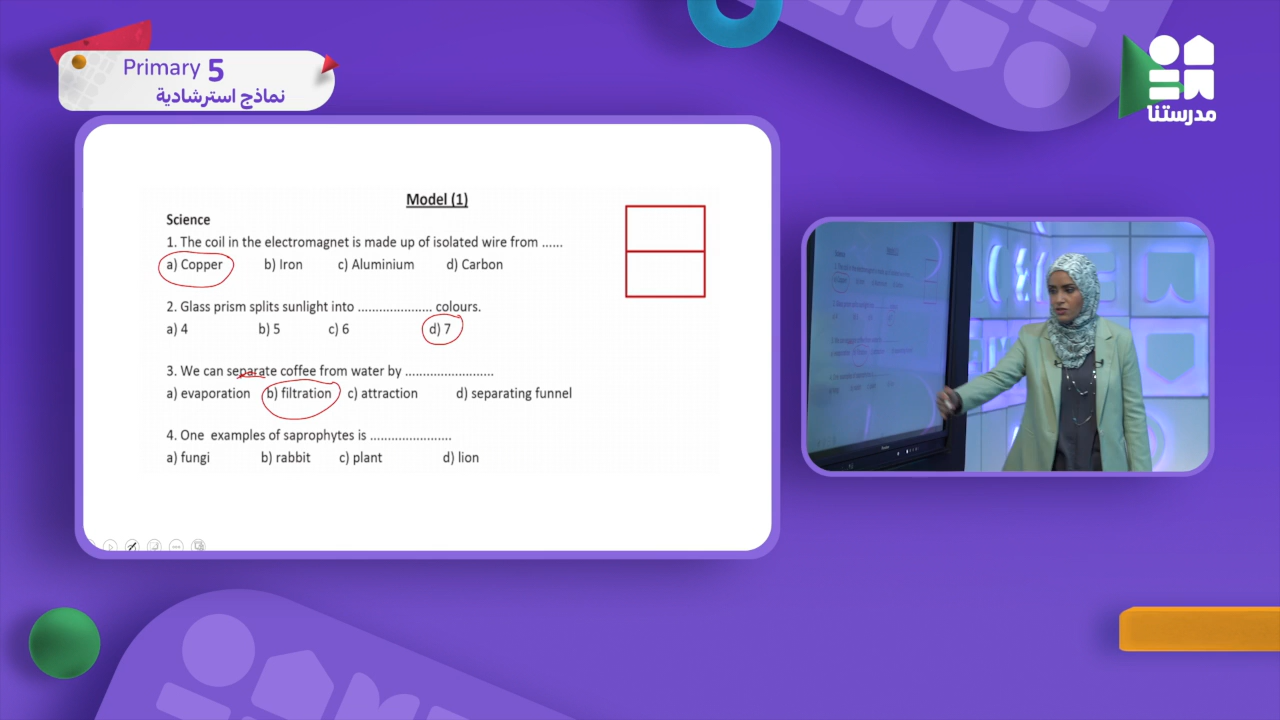 Primary 5
نماذج استرشادية
مدرستنا
Model (1)
Science
1. The coil in the electromagnet is made up of isolated wire from ......
a) Copper b) Iron c) Aluminium d) Carbon
2. Glass prism splits sunlight into ..................... colours.
a) 4 b) 5 c) 6 d) 7
3. We can separate coffee from water by .........................
a) evaporation b) filtration c) attraction d) separating funnel
4. One examples of saprophytes is .......................
a) fungi b) rabbit c) plant d) lion